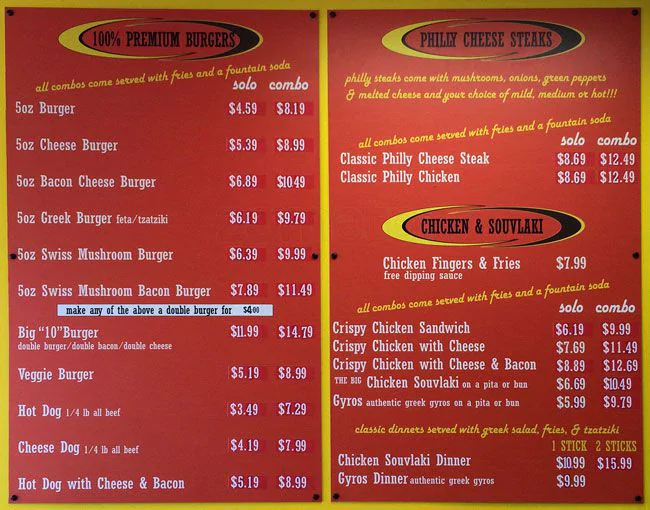 100% PREMIUM BURGERS
all combos come served with fries and a fountain soda
solo combo
5oz Burger $4.59 $8.19
5oz Cheese Burger $5.39 $8.99
5oz Bacon Cheese Burger $6.89 $10.49
5oz Greek Burger feta/tzatziki $6.19 $9.79
5oz Swiss Mushroom Burger $6.39 $9.99
5oz Swiss Mushroom Bacon Burger $7.89 $11.49
make any of the above a double burger for $4.00
Big "10" Burger $11.99 $14.79
double burger/double bacon/double cheese
Veggie Burger $5.19 $8.99
Hot Dog 1/4 lb all beef $3.49 $7.29
Cheese Dog 1/4 lb all beef $4.19 $7.99
Hot Dog with Cheese & Bacon $5.19 $8.99
PHILLY CHEESE STEAKS
philly steaks come with mushrooms, onions, green peppers
& melted cheese and your choice of mild, medium or hot!!!
all combos come served with fries and a fountain soda
solo combo
Classic Philly Cheese Steak $8.69 $12.49
Classic Philly Chicken $8.69 $12.49
CHICKEN & SOUVLAKI
Chicken Fingers & Fries $7.99
free dipping sauce
all combos come served with fries and a fountain soda
solo combo
Crispy Chicken Sandwich $6.19 $9.99
Crispy Chicken with Cheese $7.69 $11.49
Crispy Chicken with Cheese & Bacon $8.89 $12.69
THE BIG Chicken Souvlaki on a pita or bun $6.69 $10.49
Gyros authentic greek gyros on a pita or bun $5.99 $9.79
classic dinners served with greek salad, fries, & tzatziki
1 STICK 2 STICKS
Chicken Souvlaki Dinner $10.99 $15.99
Gyros Dinner authentic greek gyros $9.99